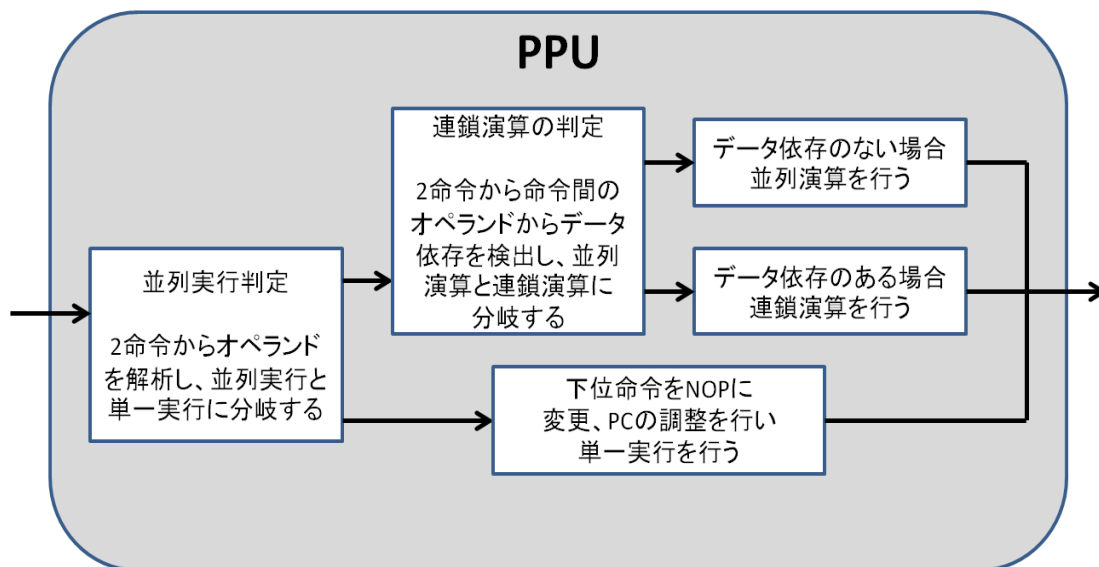 PPU
連鎖演算の判定
2命令から命令間の
オペランドからデータ
依存を検出し、並列
演算と連鎖演算に
分岐する
データ依存のない場合
並列演算を行う
データ依存のある場合
連鎖演算を行う
並列実行判定
2命令からオペランド
を解析し、並列実行と
単一実行に分岐する
下位命令をNOPに
変更、PCの調整を行い
単一実行を行う